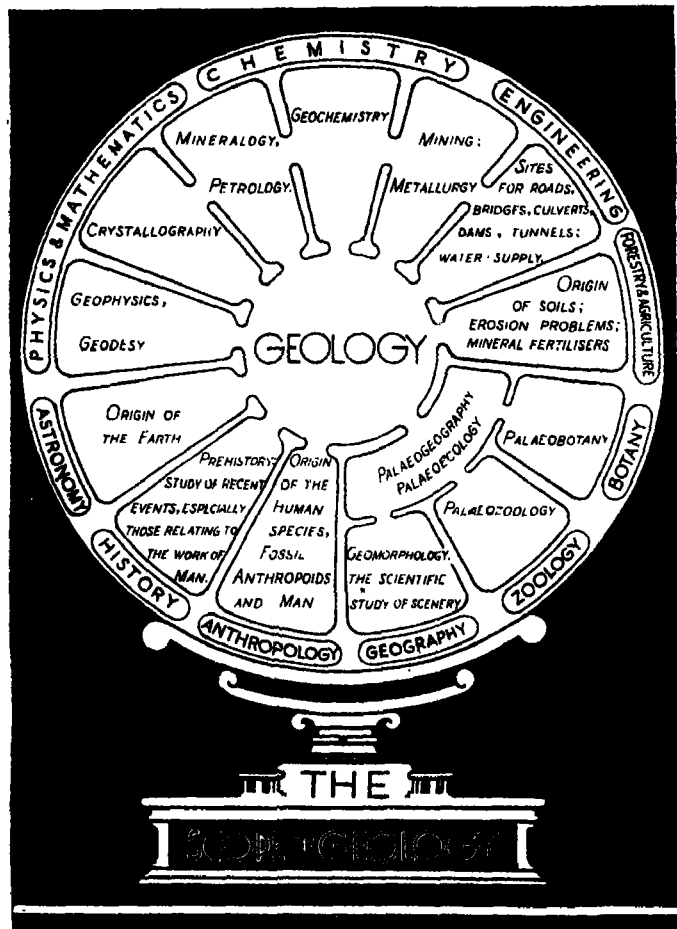 CHEMISTRY
ENGINEERING
FORESTRY & AGRICULTURE
BOTANY
ZOOLOGY
GEOGRAPHY
ANTHROPOLOGY
HISTORY
ASTRONOMY
PHYSICS & MATHEMATICS
GEOCHEMISTRY
MINERALOGY,
PETROLOGY.
CRYSTALLOGRAPHY
GEOPHYSICS,
GEODESY
MINING;
METALLURGY
SITES
FOR ROADS,
BRIDGES, CULVERTS,
DAMS, TUNNELS;
WATER-SUPPLY.
ORIGIN
OF SOILS;
EROSION PROBLEMS;
MINERAL FERTILISERS
GEOLOGY
PALAEOGEOGRAPHY
PALAEOECOLOGY
PALAEOBOTANY
PALAEOZOOLOGY
GEOMORPHOLOGY.
THE SCIENTIFIC
STUDY OF SCENERY
ORIGIN
OF THE
HUMAN
SPECIES,
FOSSIL
ANTHROPOIDS
AND MAN
PREHISTORY:
STUDY OF RECENT
EVENTS, ESPECIALLY
THOSE RELATING TO
THE WORK OF
MAN.
ORIGIN OF
THE EARTH
THE
SCOPE OF GEOLOGY